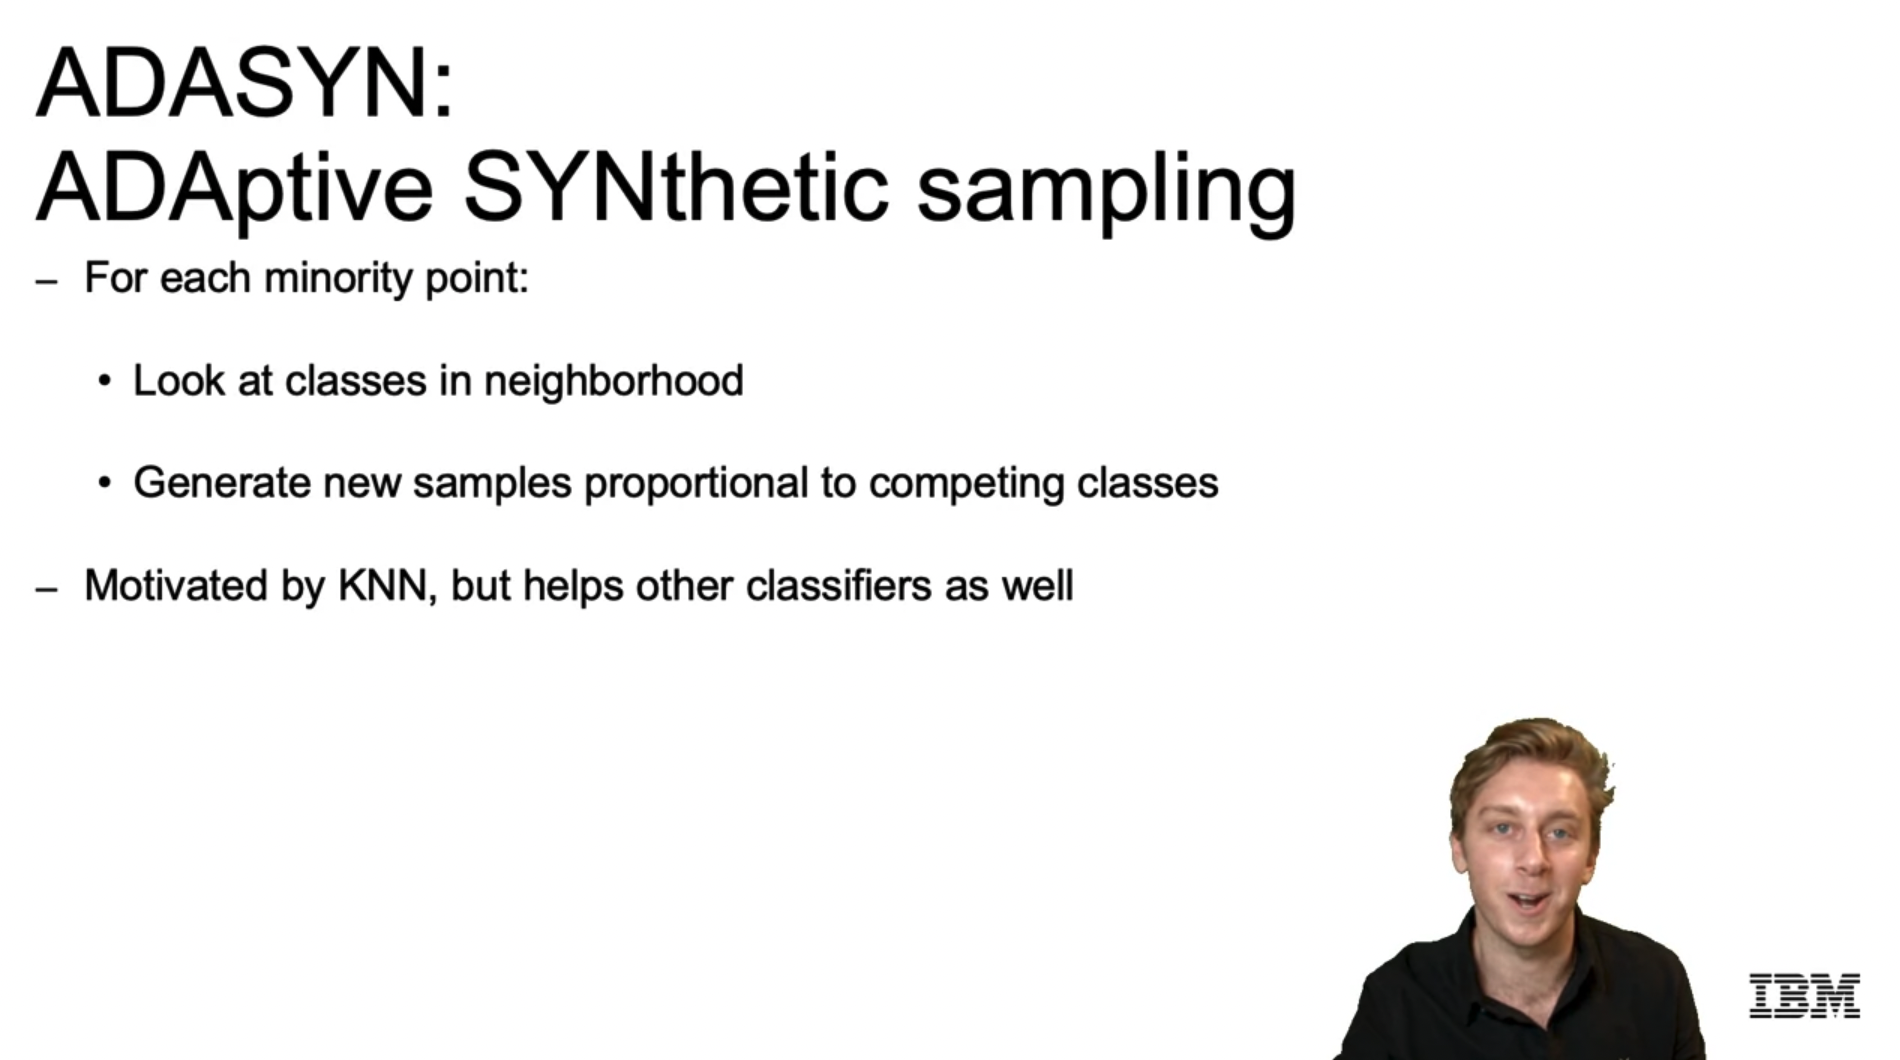 ADASYN:
ADAptive SYNthetic sampling
– For each minority point:
• Look at classes in neighborhood
• Generate new samples proportional to competing classes
– Motivated by KNN, but helps other classifiers as well
IBM